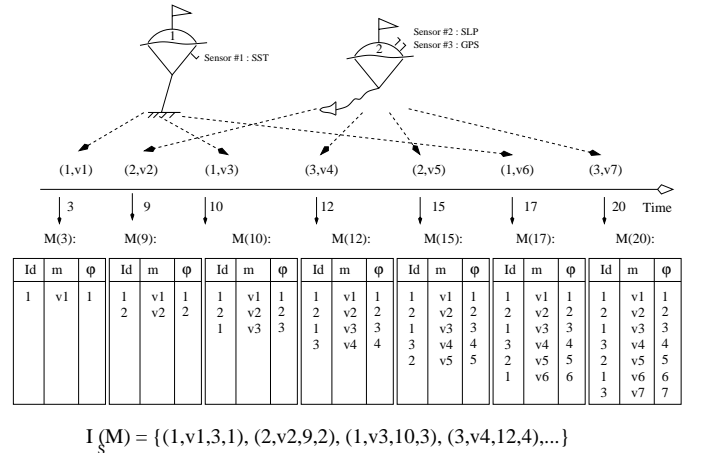 1
Sensor #1 : SST
2
Sensor #2 : SLP
Sensor #3 : GPS
(1,v1) (2,v2) (1,v3) (3,v4) (2,v5) (1,v6) (3,v7)
3 9 10 12 15 17 20 Time
M(3): M(9): M(10): M(12): M(15): M(17): M(20):
Id m φ Id m φ Id m φ Id m φ Id m φ Id m φ Id m φ
1 v1 1 1 v1 1 1 v1 1 1 v1 1 1 v1 1 1 v1 1 1 v1 1
2 v2 2 2 v2 2 2 v2 2 2 v2 2 2 v2 2 2 v2 2
1 v3 3 1 v3 3 1 v3 3 1 v3 3 1 v3 3
3 v4 4 3 v4 4 3 v4 4 3 v4 4
2 v5 5 2 v5 5 2 v5 5
1 v6 6 1 v6 6
3 v7 7
I_s(M) = {(1,v1,3,1), (2,v2,9,2), (1,v3,10,3), (3,v4,12,4),...}